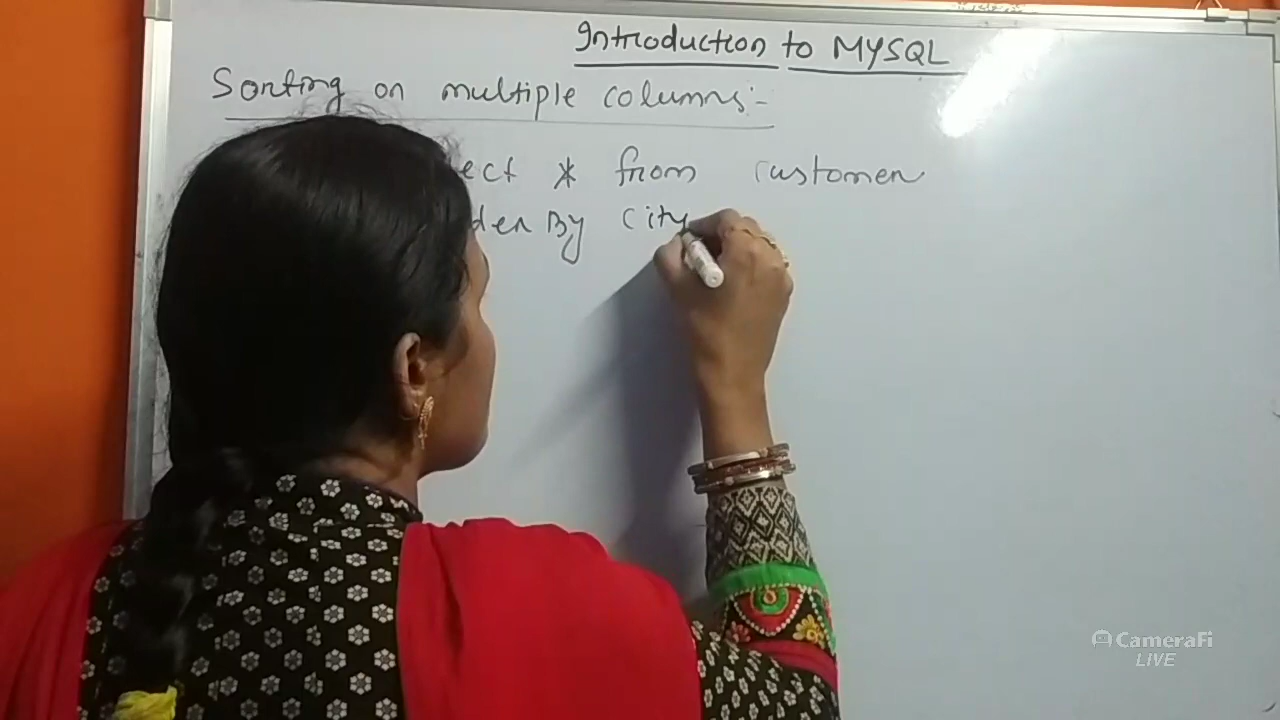 Introduction to MYSQL
Sorting on multiple columns:-
ect * from customer
der By City
CameraFi
LIVE